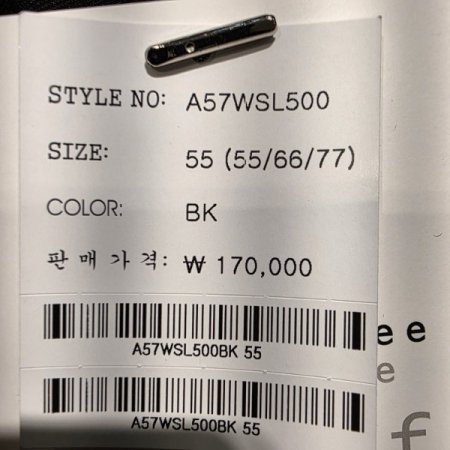 STYLE NO: A57WSL500
SIZE: 55 (55/66/77)
COLOR: BK
판매가격: ₩ 170,000
A57WSL500BK 55
A57WSL500BK 55
ee
e
f